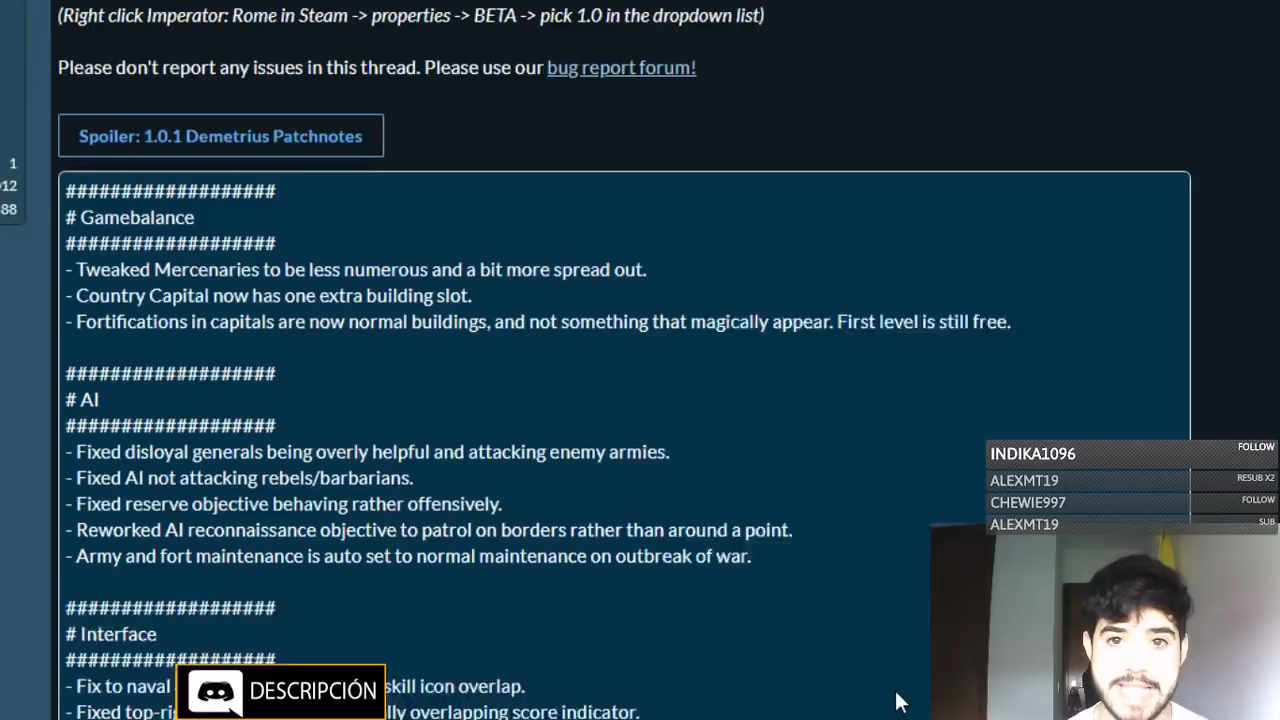 (Right click Imperator: Rome in Steam -> properties -> BETA -> pick 1.0 in the dropdown list)
Please don't report any issues in this thread. Please use our bug report forum!
Spoiler: 1.0.1 Demetrius Patchnotes
1
012
88
###################
# Gamebalance
###################
- Tweaked Mercenaries to be less numerous and a bit more spread out.
- Country Capital now has one extra building slot.
- Fortifications in capitals are now normal buildings, and not something that magically appear. First level is still free.
###################
# AI
###################
- Fixed disloyal generals being overly helpful and attacking enemy armies.
- Fixed AI not attacking rebels/barbarians.
- Fixed reserve objective behaving rather offensively.
- Reworked AI reconnaissance objective to patrol on borders rather than around a point.
- Army and fort maintenance is auto set to normal maintenance on outbreak of war.
###################
# Interface
###################
- Fix to naval skill icon overlap.
- Fixed top-ri lly overlapping score indicator.
DESCRIPCIÓN
INDIKA1096 FOLLOW
ALEXMT19 RESUB X2
CHEWIE997 FOLLOW
ALEXMT19 SUB